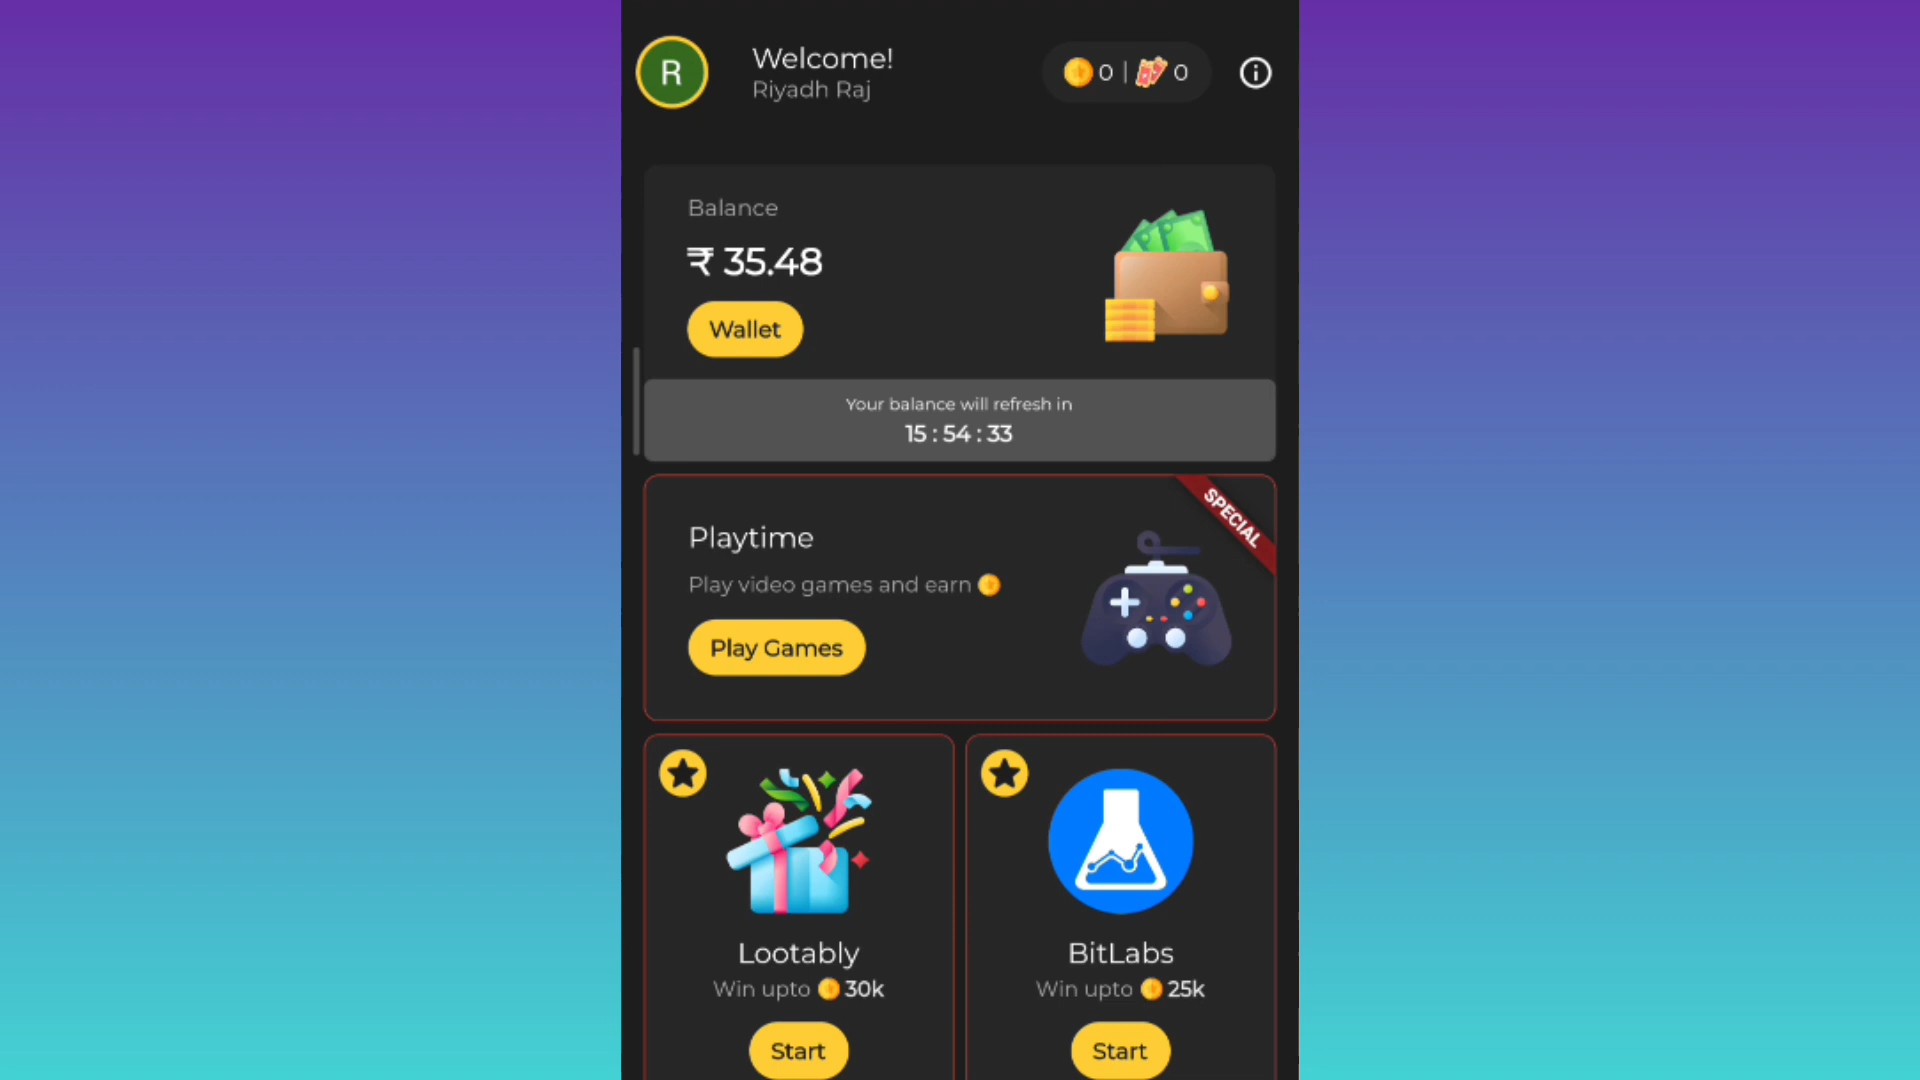 R
Welcome!
Riyadh Raj
0 | 0
Balance
₹ 35.48
Wallet
Your balance will refresh in
15 : 54 : 33
SPECIAL
Playtime
Play video games and earn
Play Games
Lootably
Win upto 30k
Start
BitLabs
Win upto 25k
Start